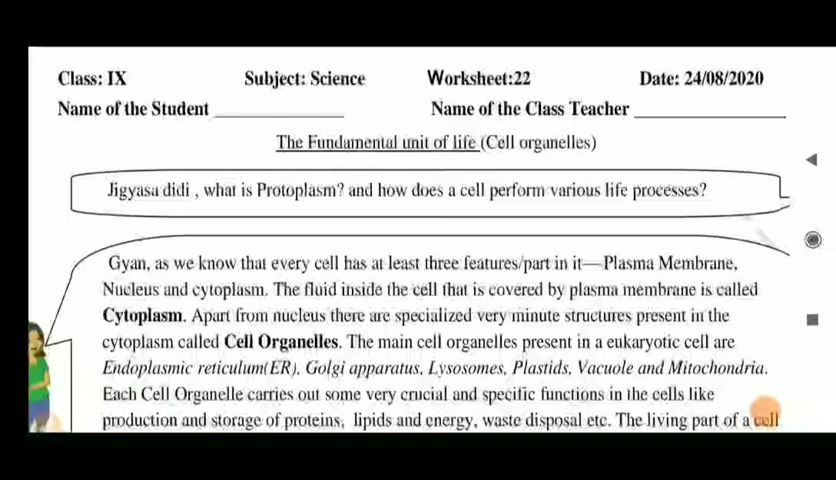 Class: IX Subject: Science Worksheet:22 Date: 24/08/2020
Name of the Student _______________ Name of the Class Teacher _______________
The Fundamental unit of life (Cell organelles)
Jigyasa didi , what is Protoplasm? and how does a cell perform various life processes?
Gyan, as we know that every cell has at least three features/part in it—Plasma Membrane,
Nucleus and cytoplasm. The fluid inside the cell that is covered by plasma membrane is called
Cytoplasm. Apart from nucleus there are specialized very minute structures present in the
cytoplasm called Cell Organelles. The main cell organelles present in a eukaryotic cell are
Endoplasmic reticulum(ER), Golgi apparatus, Lysosomes, Plastids, Vacuole and Mitochondria.
Each Cell Organelle carries out some very crucial and specific functions in the cells like
production and storage of proteins, lipids and energy, waste disposal etc. The living part of a cell